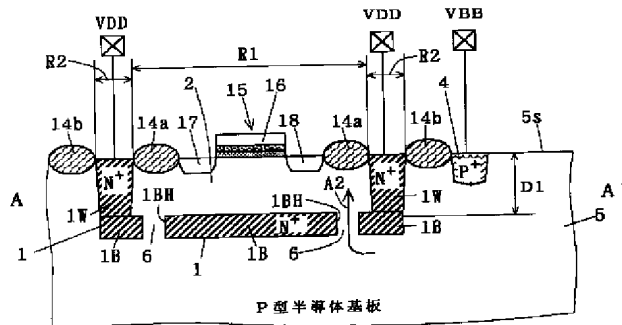 VDD
VDD
VBB
R2
R1
R2
2
15
16
4
14b
14a
17
18
14a
14b
5s
N+
A2
N+
P+
A
1BH
1BH
1W
D1
A
1W
1
1B
6
1
1B
N+
6
1B
5
P型半導体基板